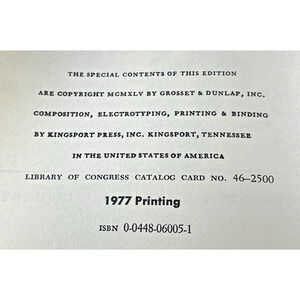 THE SPECIAL CONTENTS OF THIS EDITION
ARE COPYRIGHT MCMXLV BY GROSSET & DUNLAP, INC.
COMPOSITION, ELECTROTYPING, PRINTING & BINDING
BY KINGSPORT PRESS, INC. KINGSPORT, TENNESSEE
IN THE UNITED STATES OF AMERICA
LIBRARY OF CONGRESS CATALOG CARD NO. 46–2500
1977 Printing
ISBN 0-0448-06005-1